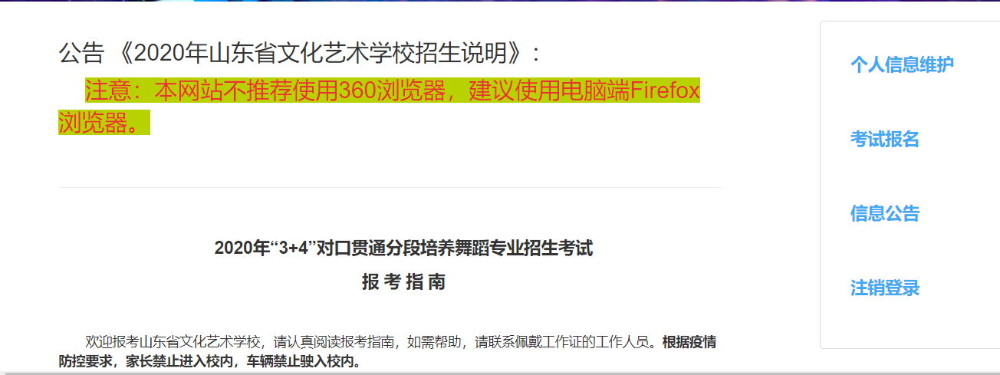 公告 《2020年山东省文化艺术学校招生说明》：
注意：本网站不推荐使用360浏览器，建议使用电脑端Firefox
浏览器。
2020年“3+4”对口贯通分段培养舞蹈专业招生考试
报 考 指 南
欢迎报考山东省文化艺术学校，请认真阅读报考指南，如需帮助，请联系佩戴工作证的工作人员。根据疫情
防控要求，家长禁止进入校内，车辆禁止驶入校内。
个人信息维护
考试报名
信息公告
注销登录